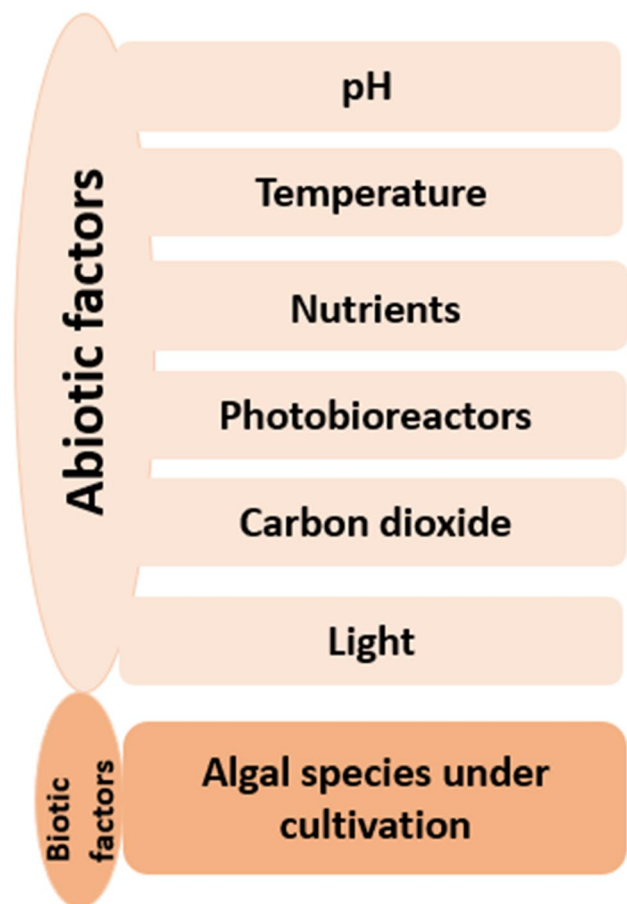 Abiotic factors
pH
Temperature
Nutrients
Photobioreactors
Carbon dioxide
Light
Biotic
factors
Algal species under
cultivation